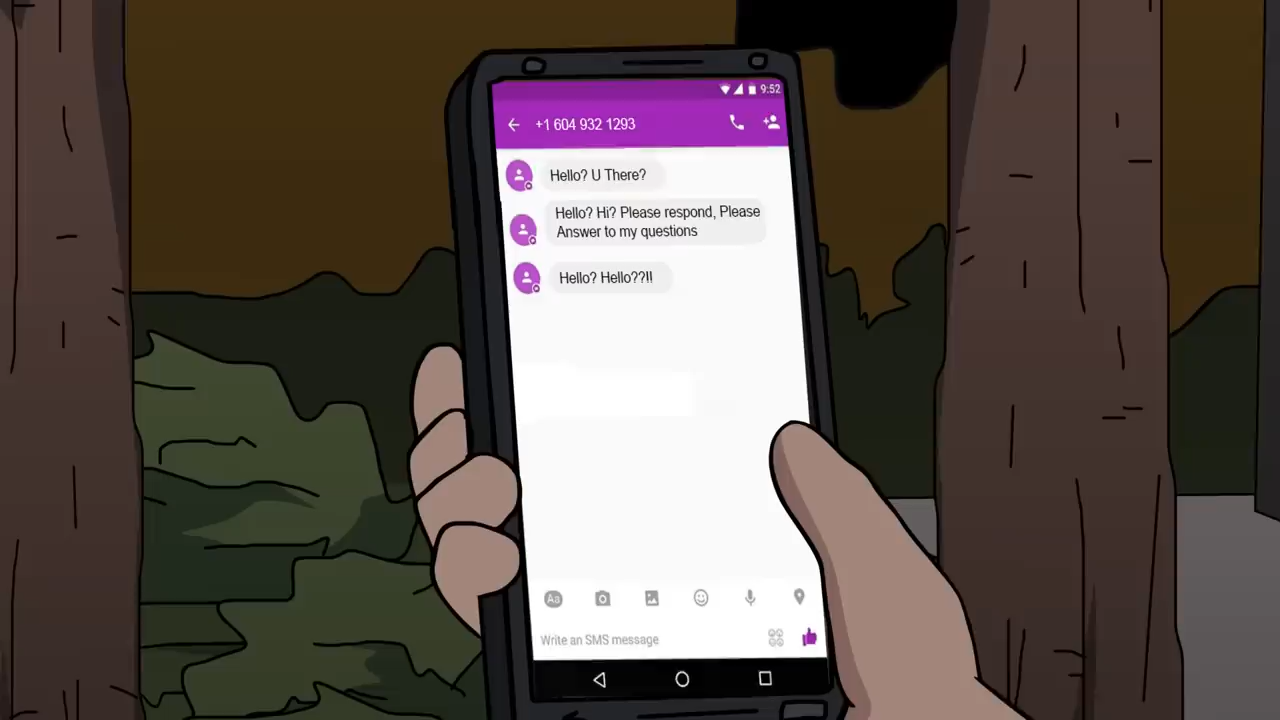 9:52
+1 604 932 1293
Hello? U There?
Hello? Hi? Please respond, Please
Answer to my questions
Hello? Hello??!!
Aa
Write an SMS message